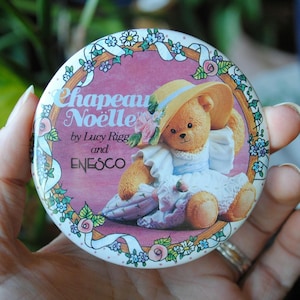 Chapeau
Noëlle
by Lucy Rigg
and
ENESCO